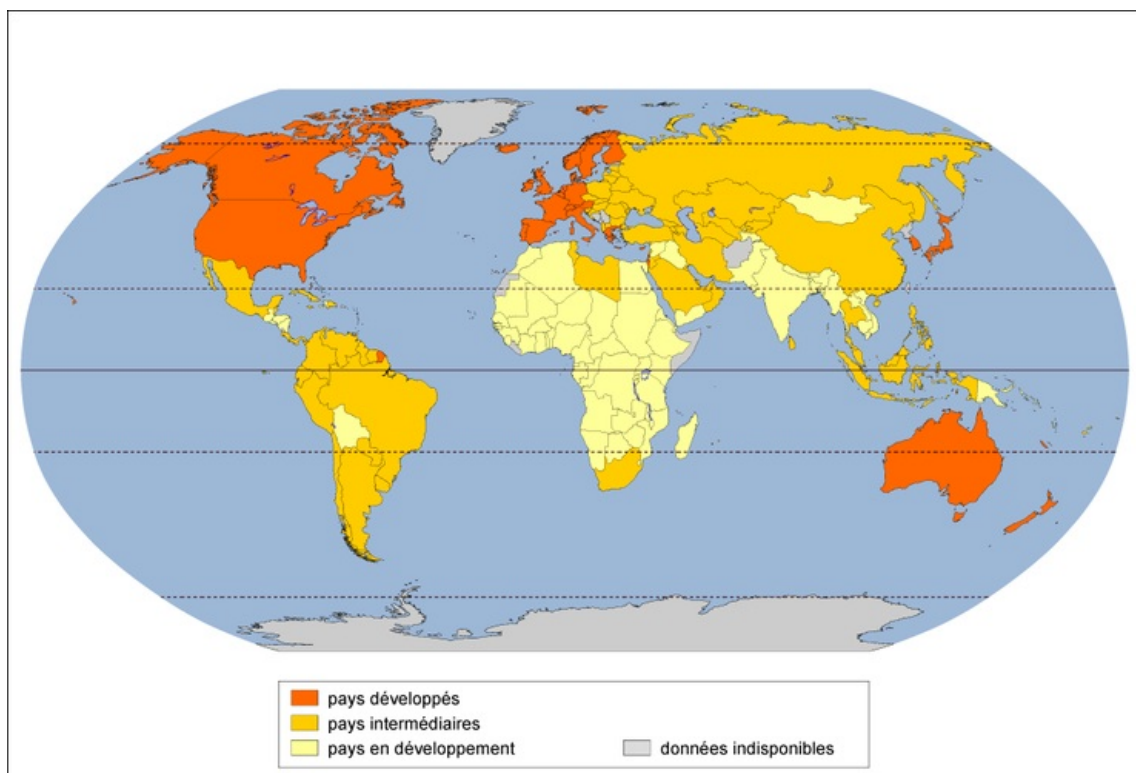 pays développés
pays intermédiaires
pays en développement
données indisponibles